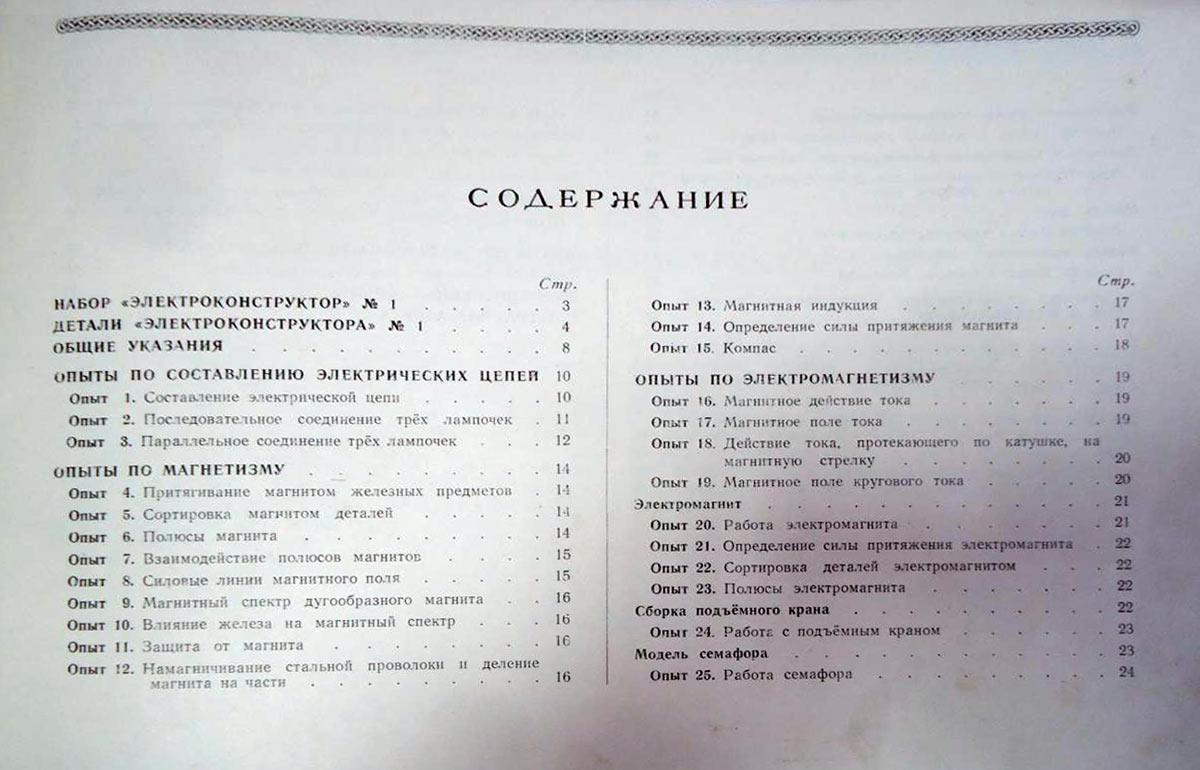 СОДЕРЖАНИЕ
Стр.
НАБОР «ЭЛЕКТРОКОНСТРУКТОР» № 1 . . . . . 3
ДЕТАЛИ «ЭЛЕКТРОКОНСТРУКТОРА» № 1 . . . . 4
ОБЩИЕ УКАЗАНИЯ . . . . . . . . . . . . 8
ОПЫТЫ ПО СОСТАВЛЕНИЮ ЭЛЕКТРИЧЕСКИХ ЦЕПЕЙ 10
Опыт 1. Составление электрической цепи . . . . . 10
Опыт 2. Последовательное соединение трёх лампочек . 11
Опыт 3. Параллельное соединение трёх лампочек . . . 12
ОПЫТЫ ПО МАГНЕТИЗМУ . . . . . . . . . 14
Опыт 4. Притягивание магнитом железных предметов . 14
Опыт 5. Сортировка магнитом деталей . . . . . 14
Опыт 6. Полюсы магнита . . . . . . . . 14
Опыт 7. Взаимодействие полюсов магнитов . . . . 15
Опыт 8. Силовые линии магнитного поля . . . . 15
Опыт 9. Магнитный спектр дугообразного магнита . . 16
Опыт 10. Влияние железа на магнитный спектр . . . 16
Опыт 11. Защита от магнита . . . . . . . 16
Опыт 12. Намагничивание стальной проволоки и деление
магнита на части . . . . . . . . 16
Стр.
Опыт 13. Магнитная индукция . . . . . . . 17
Опыт 14. Определение силы притяжения магнита . . . 17
Опыт 15. Компас . . . . . . . . . . . 18
ОПЫТЫ ПО ЭЛЕКТРОМАГНЕТИЗМУ . . . . . . 19
Опыт 16. Магнитное действие тока . . . . . . 19
Опыт 17. Магнитное поле тока . . . . . . . 19
Опыт 18. Действие тока, протекающего по катушке, на
магнитную стрелку . . . . . . . 20
Опыт 19. Магнитное поле кругового тока . . . . . 20
Электромагнит . . . . . . . . . . . . 21
Опыт 20. Работа электромагнита . . . . . . . 21
Опыт 21. Определение силы притяжения электромагнита . 22
Опыт 22. Сортировка деталей электромагнитом . . . 22
Опыт 23. Полюсы электромагнита . . . . . . 22
Сборка подъёмного крана . . . . . . . . . 22
Опыт 24. Работа с подъёмным краном . . . . . 23
Модель семафора . . . . . . . . . . . 23
Опыт 25. Работа семафора . . . . . . . . 24